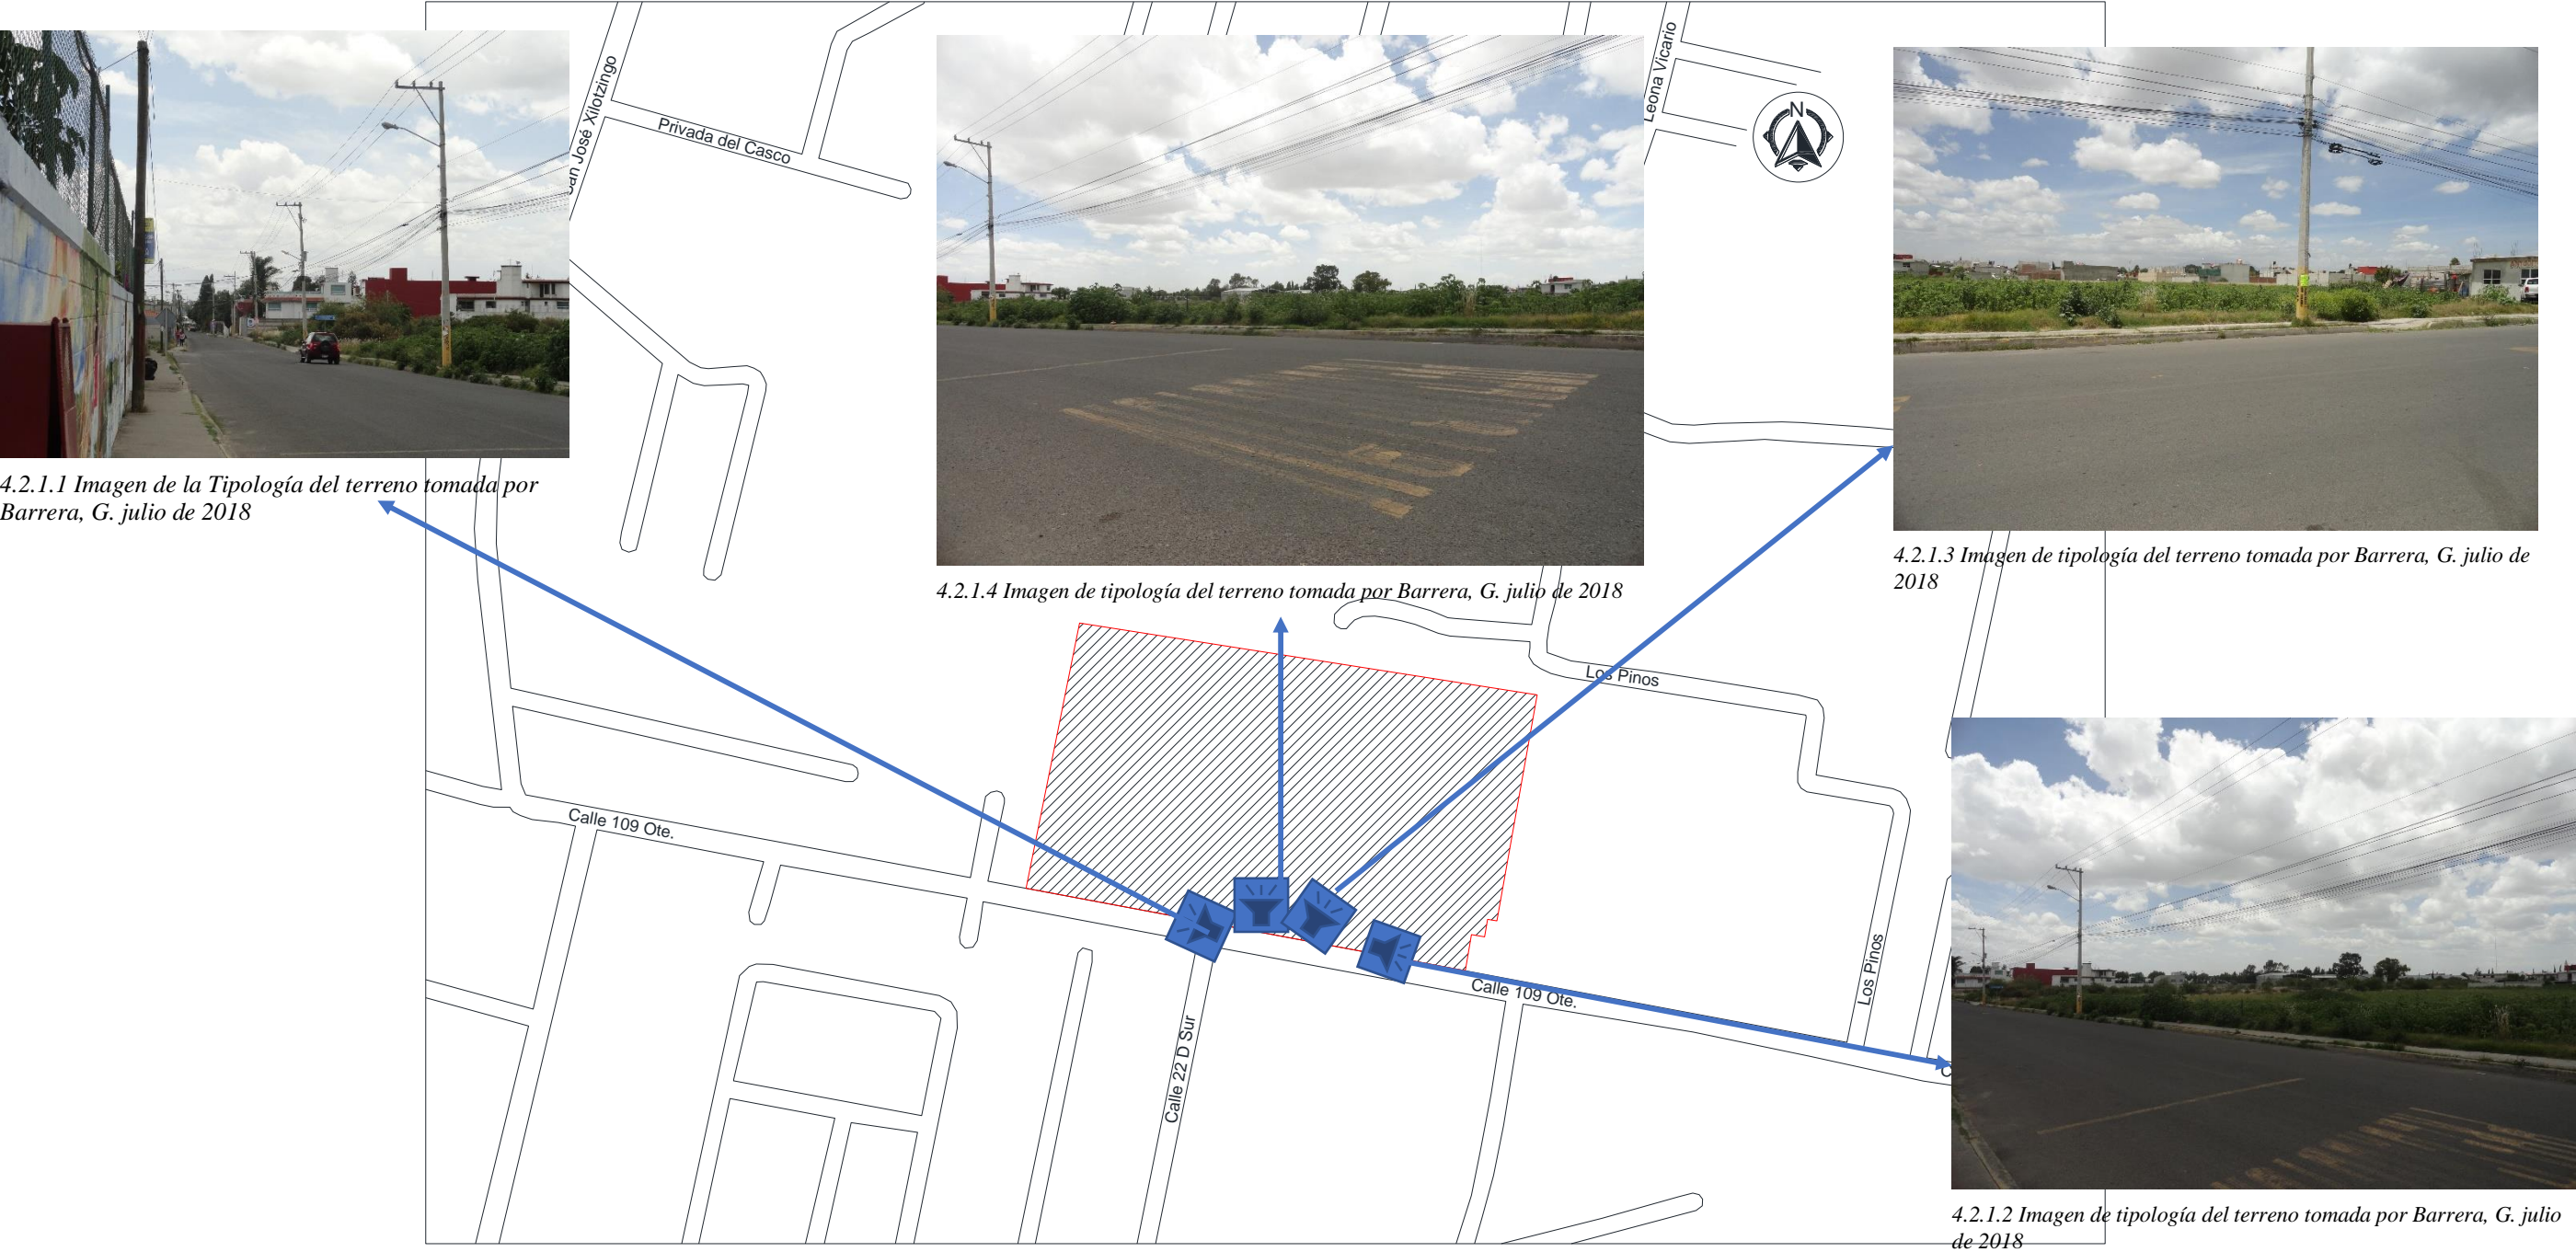 San José Xilotzingo
Privada del Casco
Leona Vicario
N
4.2.1.1 Imagen de la Tipología del terreno tomada por
Barrera, G. julio de 2018
4.2.1.4 Imagen de tipología del terreno tomada por Barrera, G. julio de 2018
4.2.1.3 Imagen de tipología del terreno tomada por Barrera, G. julio de
2018
Los Pinos
Calle 109 Ote.
Calle 109 Ote.
Los Pinos
Calle 22 D Sur
C
4.2.1.2 Imagen de tipología del terreno tomada por Barrera, G. julio
de 2018